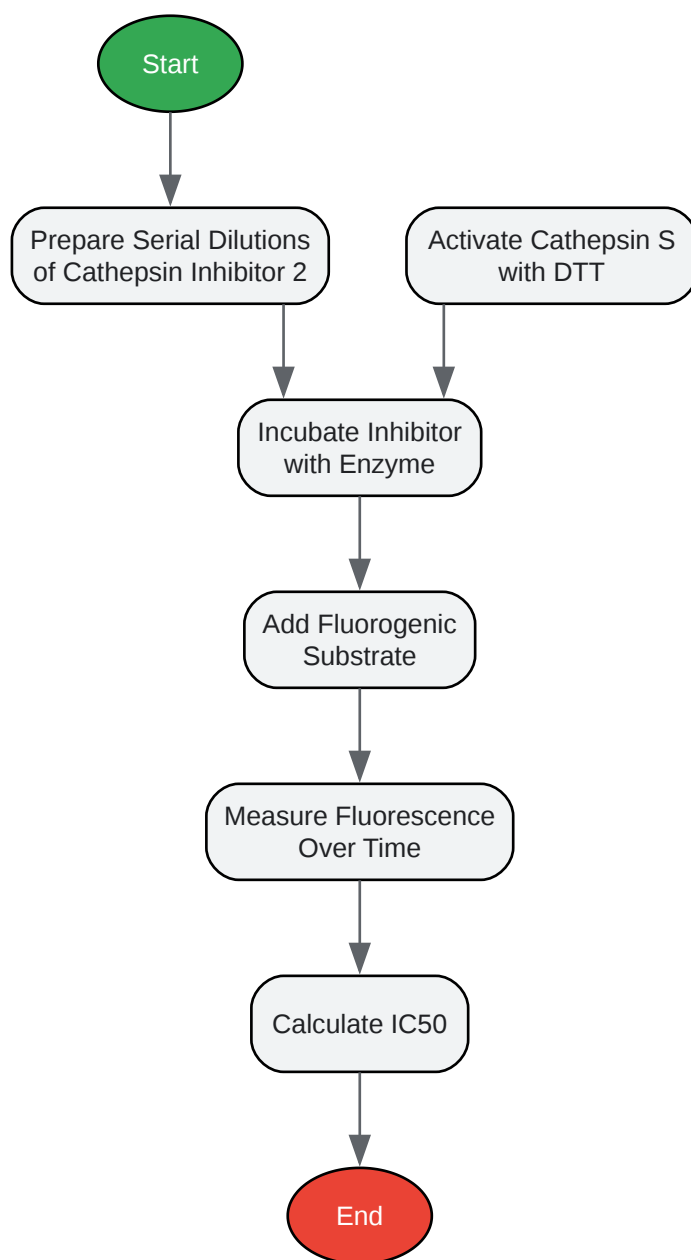 Start
Prepare Serial Dilutions
of Cathepsin Inhibitor 2
Activate Cathepsin S
with DTT
Incubate Inhibitor
with Enzyme
Add Fluorogenic
Substrate
Measure Fluorescence
Over Time
Calculate IC50
End